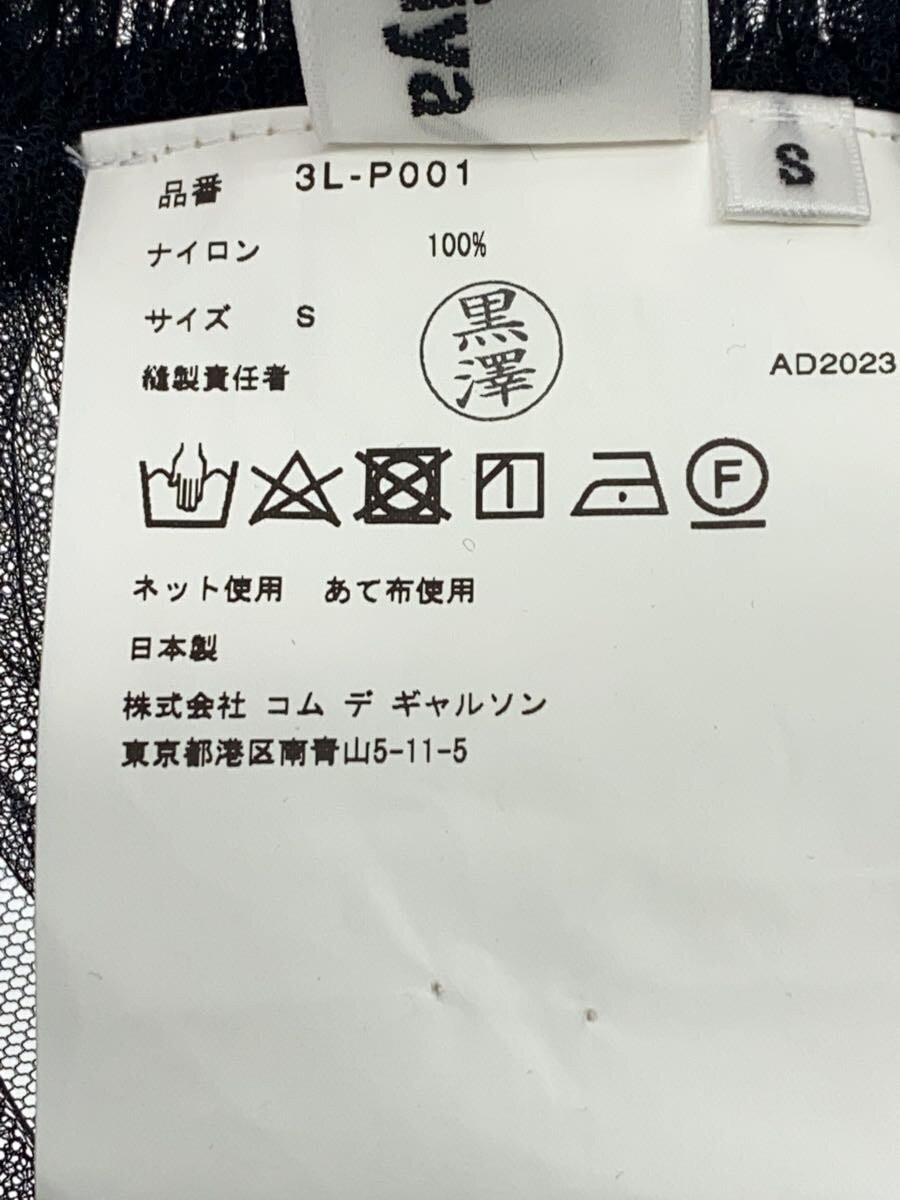 ya
S
品番 3L-P001
ナイロン 100%
サイズ S
縫製責任者 黒澤
AD2023
F
ネット使用 あて布使用
日本製
株式会社 コム デ ギャルソン
東京都港区南青山5-11-5